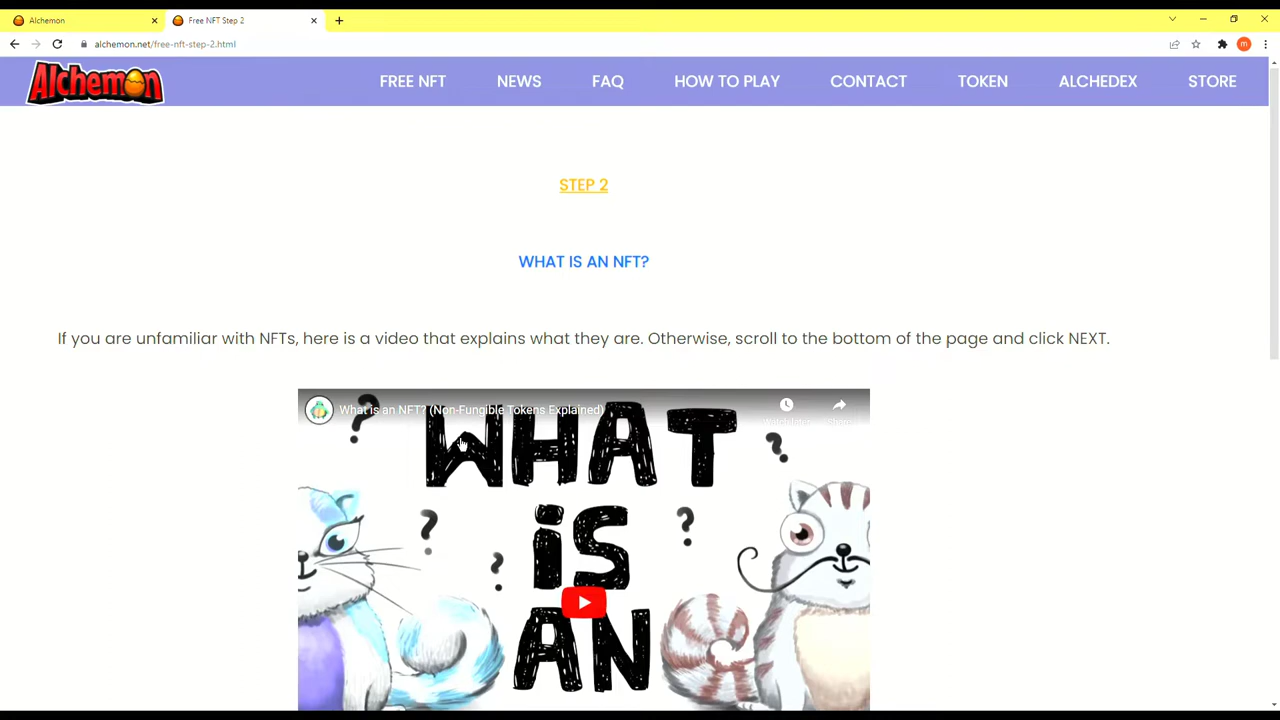 Alchemon
Free NFT Step 2
alchemon.net/free-nft-step-2.html
m
Alchemon
FREE NFT
NEWS
FAQ
HOW TO PLAY
CONTACT
TOKEN
ALCHEDEX
STORE
STEP 2
WHAT IS AN NFT?
If you are unfamiliar with NFTs, here is a video that explains what they are. Otherwise, scroll to the bottom of the page and click NEXT.
What is an NFT? (Non-Fungible Tokens Explained)
? WHAT ?
? iS ?
?
AN